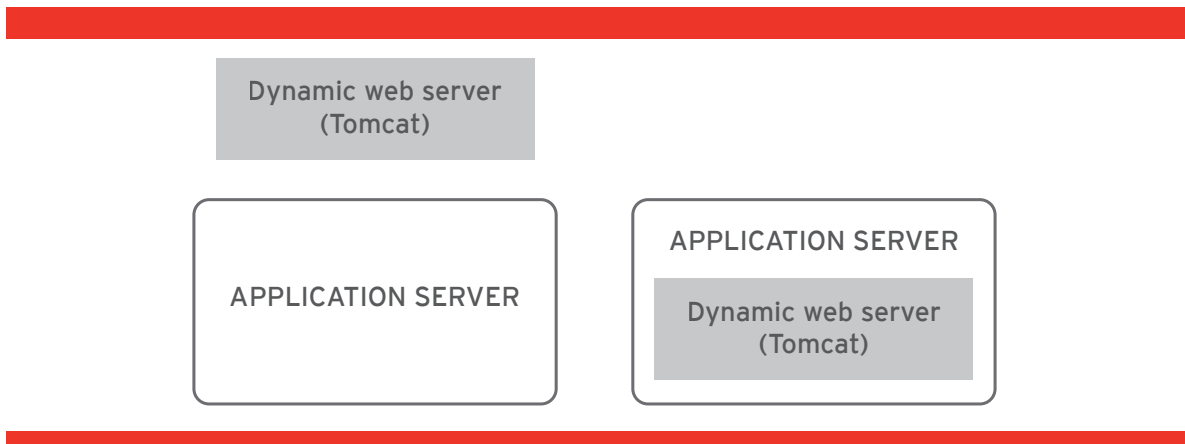 Dynamic web server
(Tomcat)
APPLICATION SERVER
APPLICATION SERVER
Dynamic web server
(Tomcat)